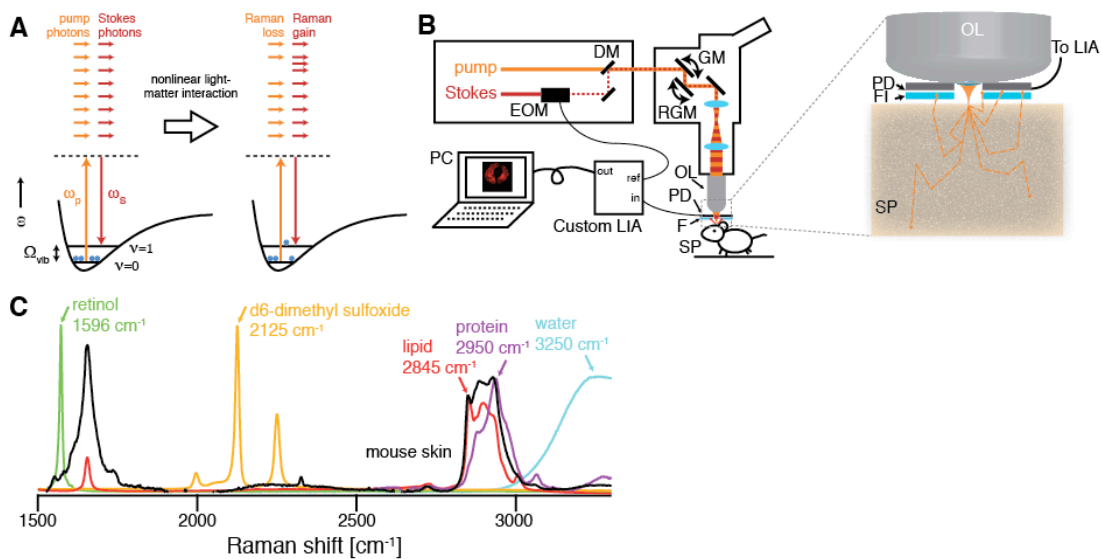 A
pump
photons
Stokes
photons
Raman
loss
Raman
gain
nonlinear light-
matter interaction
ω
ωp
ωs
Ωvib
ν=1
ν=0
B
pump
Stokes
EOM
DM
GM
RGM
PC
out
ref
in
Custom LIA
OL
PD
F
SP
OL
To LIA
PD
FI
SP
C
retinol
1596 cm-1
d6-dimethyl sulfoxide
2125 cm-1
lipid
2845 cm-1
protein
2950 cm-1
water
3250 cm-1
mouse skin
1500
2000
2500
3000
Raman shift [cm-1]